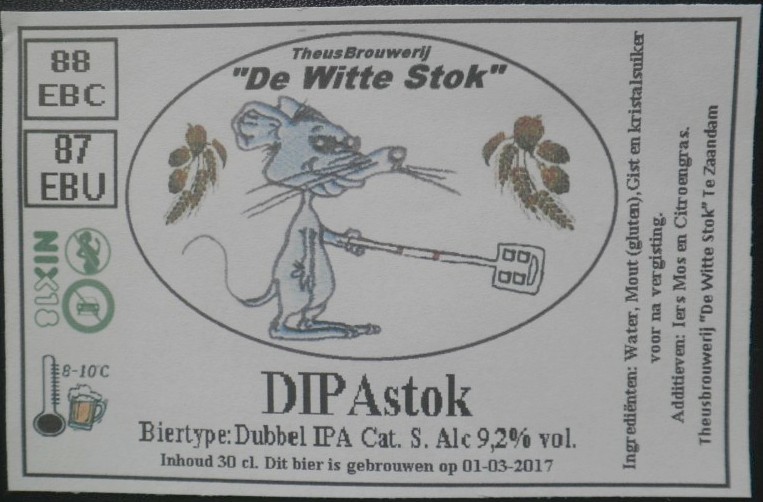 88
EBC
87
EBU
NIX18
8-10°C
TheusBrouwerij
"De Witte Stok"
DIPAstok
Biertype: Dubbel IPA Cat. S. Alc 9,2% vol.
Inhoud 30 cl. Dit bier is gebrouwen op 01-03-2017
Ingrediënten: Water, Mout (gluten), Gist en kristalsuiker
voor na vergisting.
Additieven: Iers Mos en Citroengras.
Theusbrouwerij "De Witte Stok" Te Zaandam